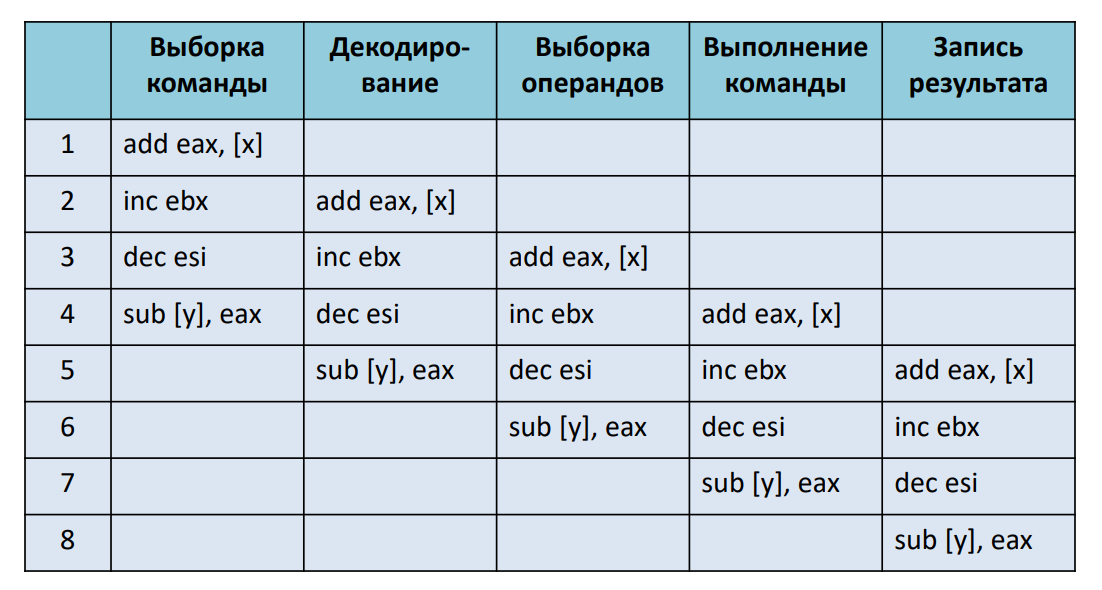 Выборка команды
Декодиро-вание
Выборка операндов
Выполнение команды
Запись результата
1 add eax, [x]
2 inc ebx add eax, [x]
3 dec esi inc ebx add eax, [x]
4 sub [y], eax dec esi inc ebx add eax, [x]
5 sub [y], eax dec esi inc ebx add eax, [x]
6 sub [y], eax dec esi inc ebx
7 sub [y], eax dec esi
8 sub [y], eax